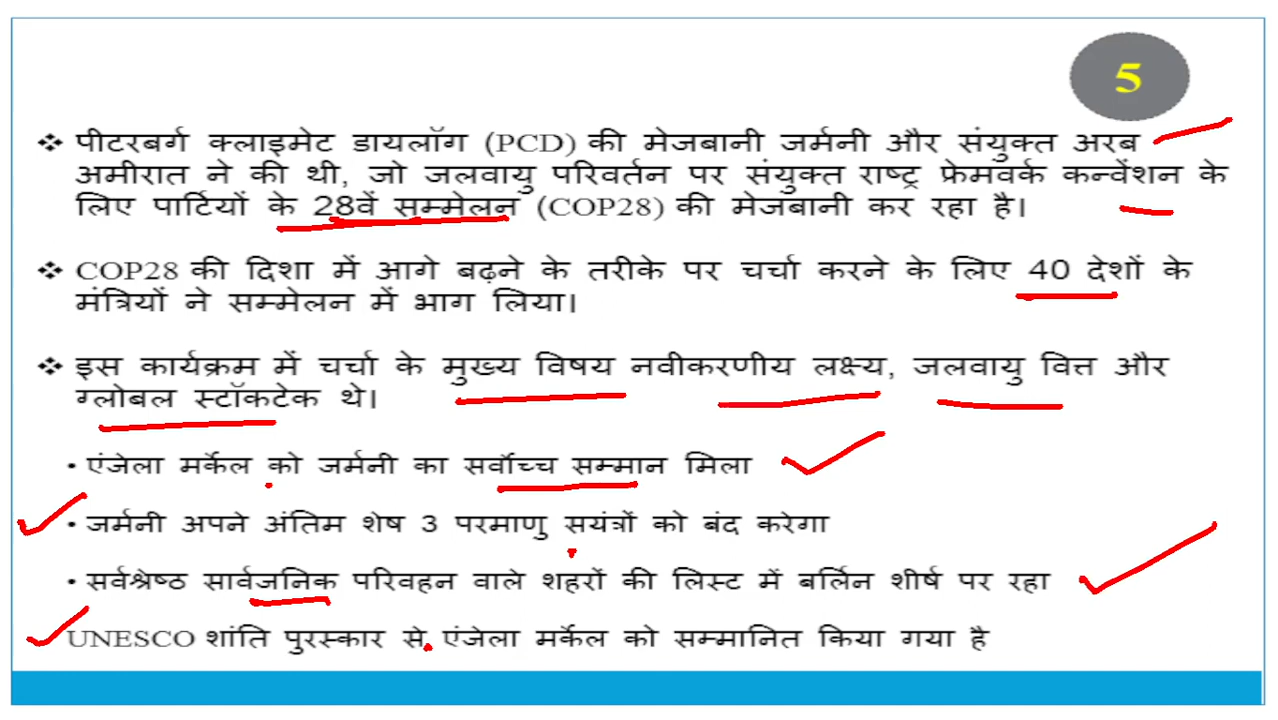 5
❖ पीटरबर्ग क्लाइमेट डायलॉग (PCD) की मेजबानी जर्मनी और संयुक्त अरब
अमीरात ने की थी, जो जलवायु परिवर्तन पर संयुक्त राष्ट्र फ्रेमवर्क कन्वेंशन के
लिए पार्टियों के 28वें सम्मेलन (COP28) की मेजबानी कर रहा है।
❖ COP28 की दिशा में आगे बढ़ने के तरीके पर चर्चा करने के लिए 40 देशों के
मंत्रियों ने सम्मेलन में भाग लिया।
❖ इस कार्यक्रम में चर्चा के मुख्य विषय नवीकरणीय लक्ष्य, जलवायु वित्त और
ग्लोबल स्टॉकटेक थे।
• एंजेला मर्केल को जर्मनी का सर्वोच्च सम्मान मिला
• जर्मनी अपने अंतिम शेष 3 परमाणु सयंत्रों को बंद करेगा
• सर्वश्रेष्ठ सार्वजनिक परिवहन वाले शहरों की लिस्ट में बर्लिन शीर्ष पर रहा
UNESCO शांति पुरस्कार से एंजेला मर्केल को सम्मानित किया गया है